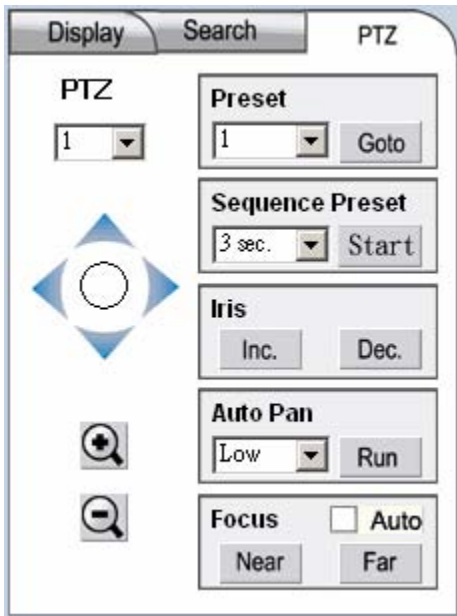 Display Search PTZ
PTZ
1
Preset
1 Goto
Sequence Preset
3 sec. Start
Iris
Inc. Dec.
Auto Pan
Low Run
Focus Auto
Near Far